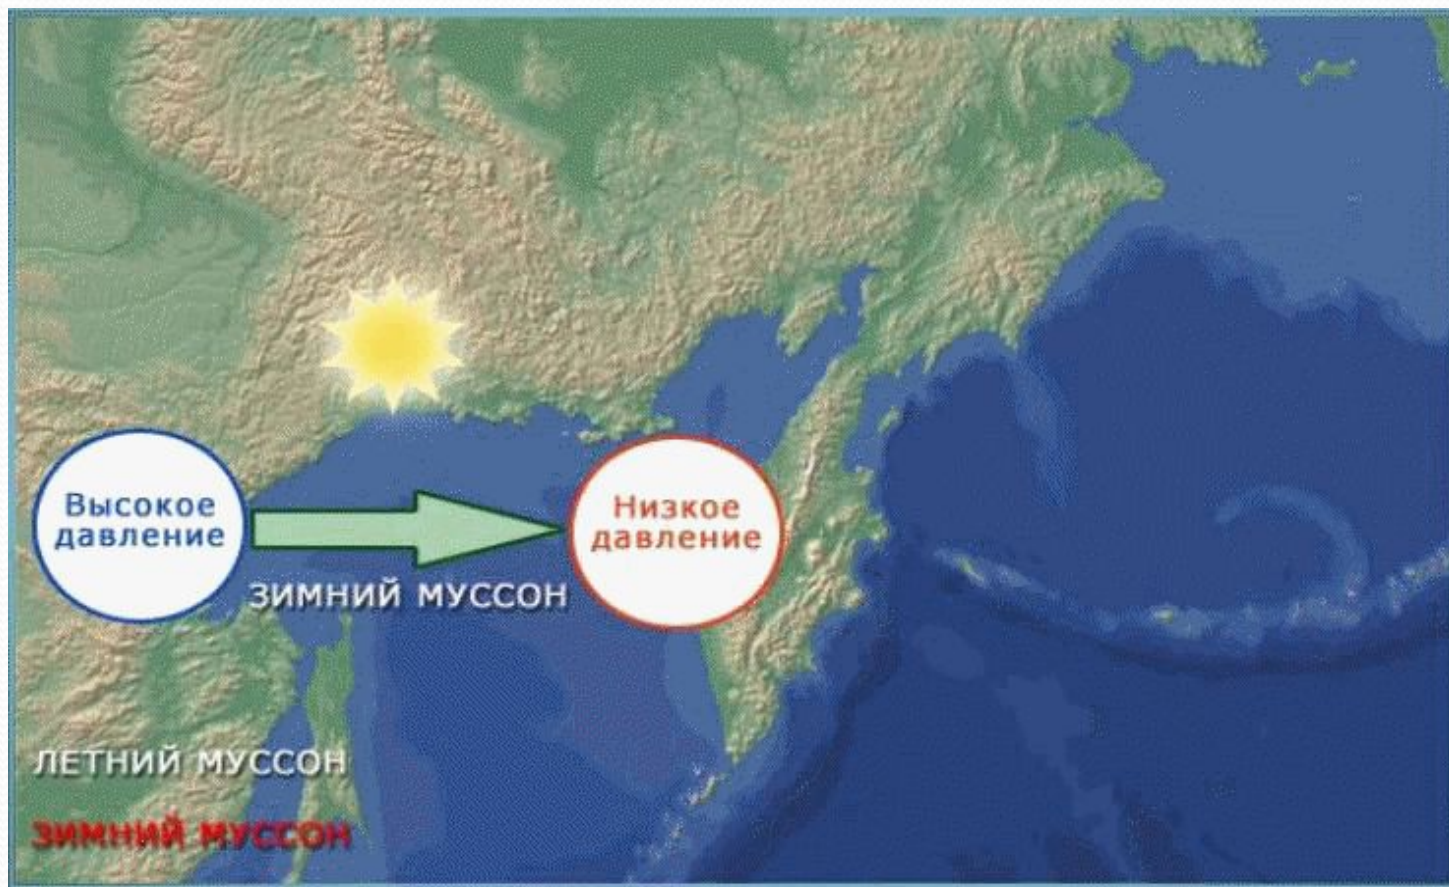 Высокое
давление
Низкое
давление
ЗИМНИЙ МУССОН
ЛЕТНИЙ МУССОН
ЗИМНИЙ МУССОН